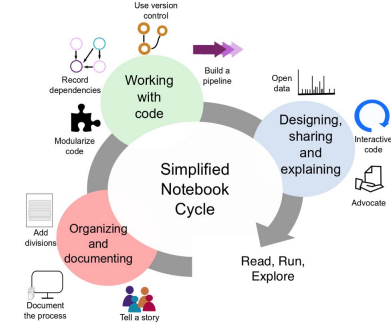 Use version
control
Record
dependencies
Working
with
code
Build a
pipeline
Modularize
code
Open
data
Designing,
sharing
and
explaining
Interactive
code
Advocate
Simplified
Notebook
Cycle
Add
divisions
Organizing
and
documenting
Read, Run,
Explore
Document
the process
Tell a story